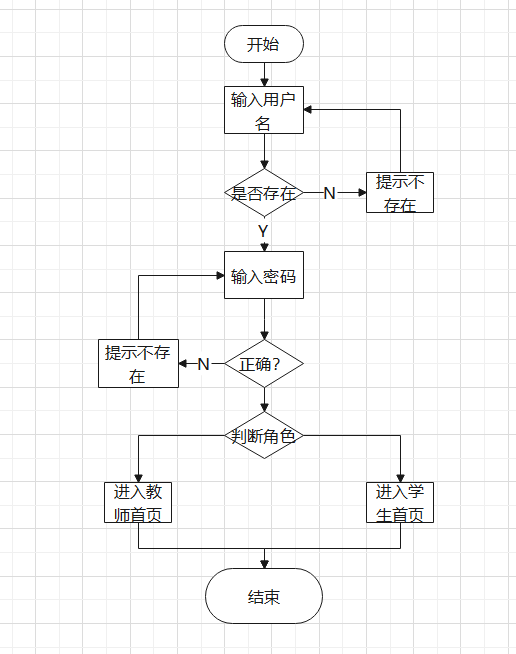 开始
输入用户
名
是否存在
N
提示不
存在
Y
输入密码
提示不存
在
N
正确？
判断角色
进入教
师首页
进入学
生首页
结束